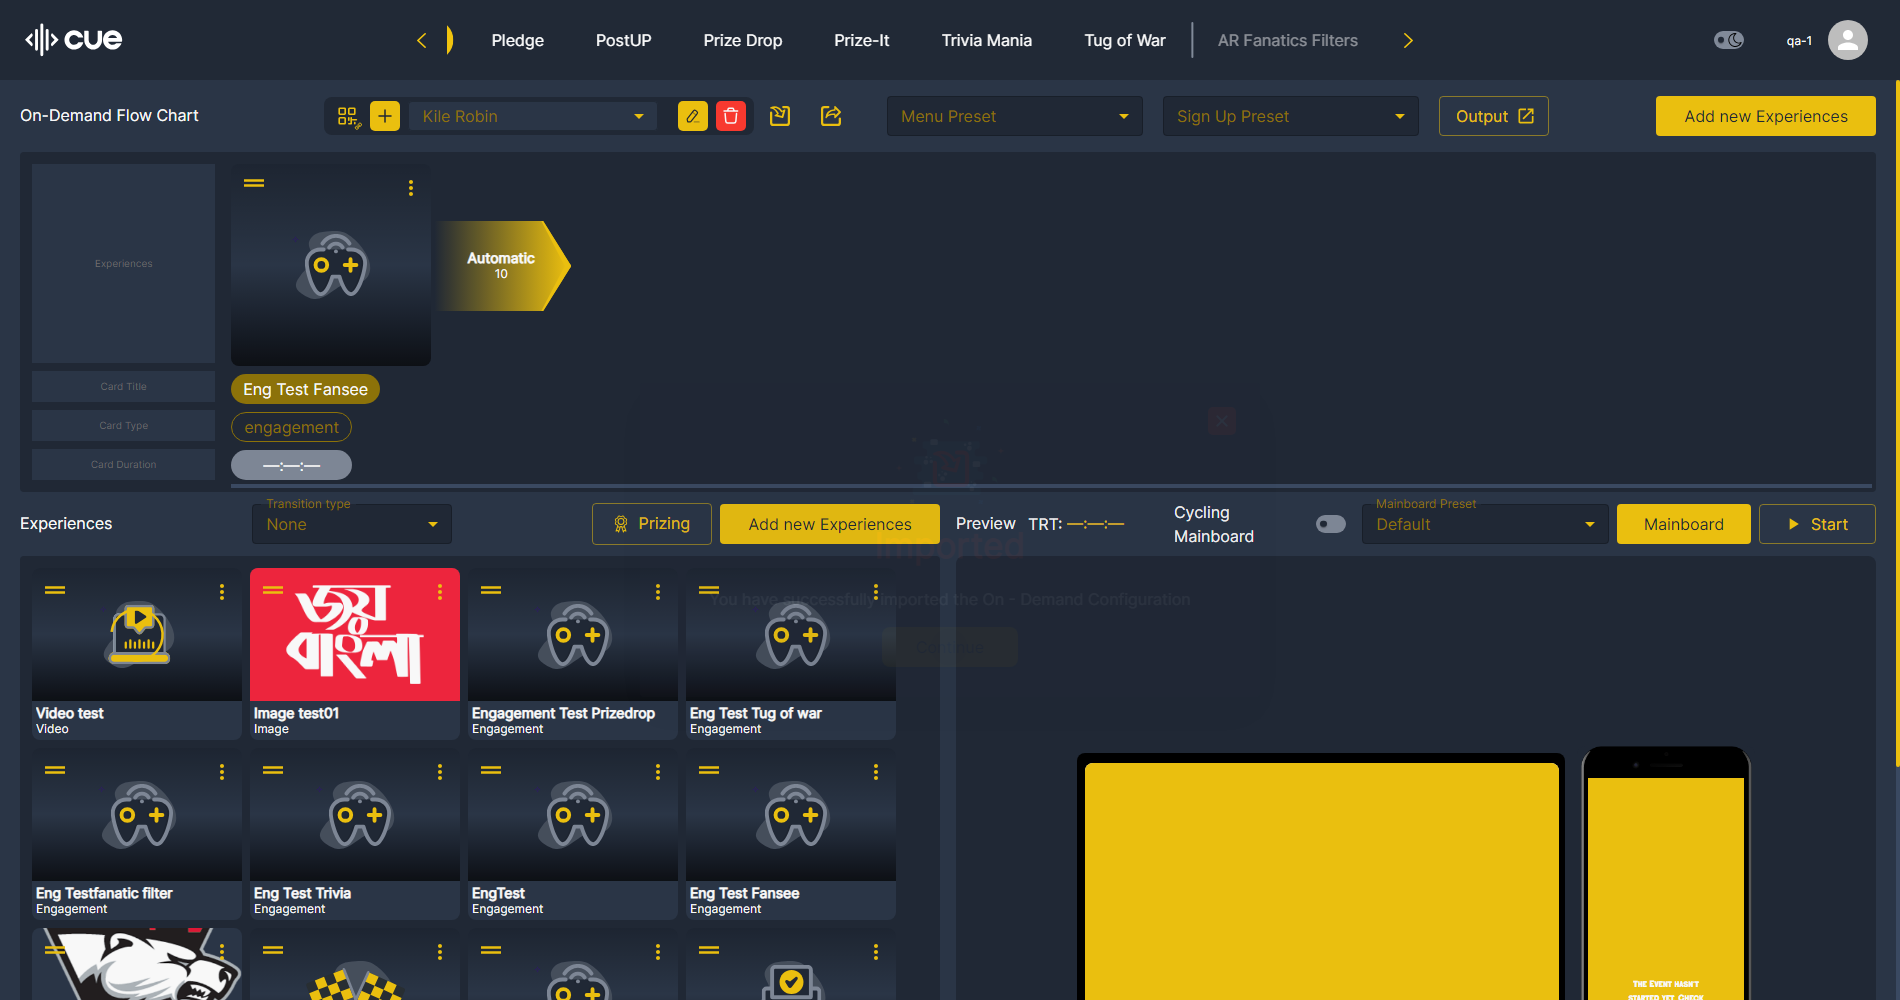 cue
Pledge
PostUP
Prize Drop
Prize-It
Trivia Mania
Tug of War
AR Fanatics Filters
qa-1
On-Demand Flow Chart
Kile Robin
Menu Preset
Sign Up Preset
Output
Add new Experiences
Experiences
Automatic
10
Card Title
Eng Test Fansee
Card Type
engagement
Card Duration
—:—:—
Experiences
Transition type
None
Prizing
Add new Experiences
Preview
TRT: —:—:—
Cycling
Mainboard
Mainboard Preset
Default
Mainboard
Start
Imported
You have successfully imported the On - Demand Configuration
জয়
বাংলা
Video test
Video
Image test01
Image
Engagement Test Prizedrop
Engagement
Eng Test Tug of war
Engagement
Eng Testfanatic filter
Engagement
Eng Test Trivia
Engagement
EngTest
Engagement
Eng Test Fansee
Engagement
The Event hasn't
started yet. Check